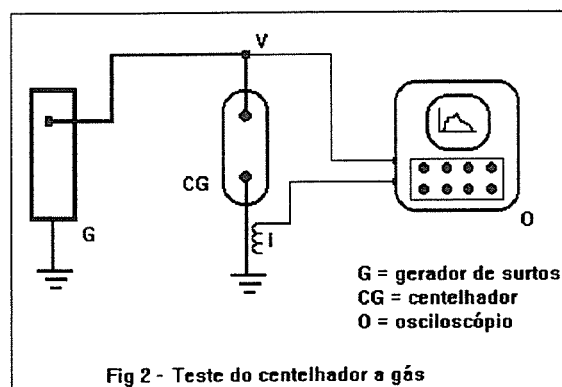 V
CG
i
G
O
G = gerador de surtos
CG = centelhador
O = osciloscópio
Fig 2 - Teste do centelhador a gás